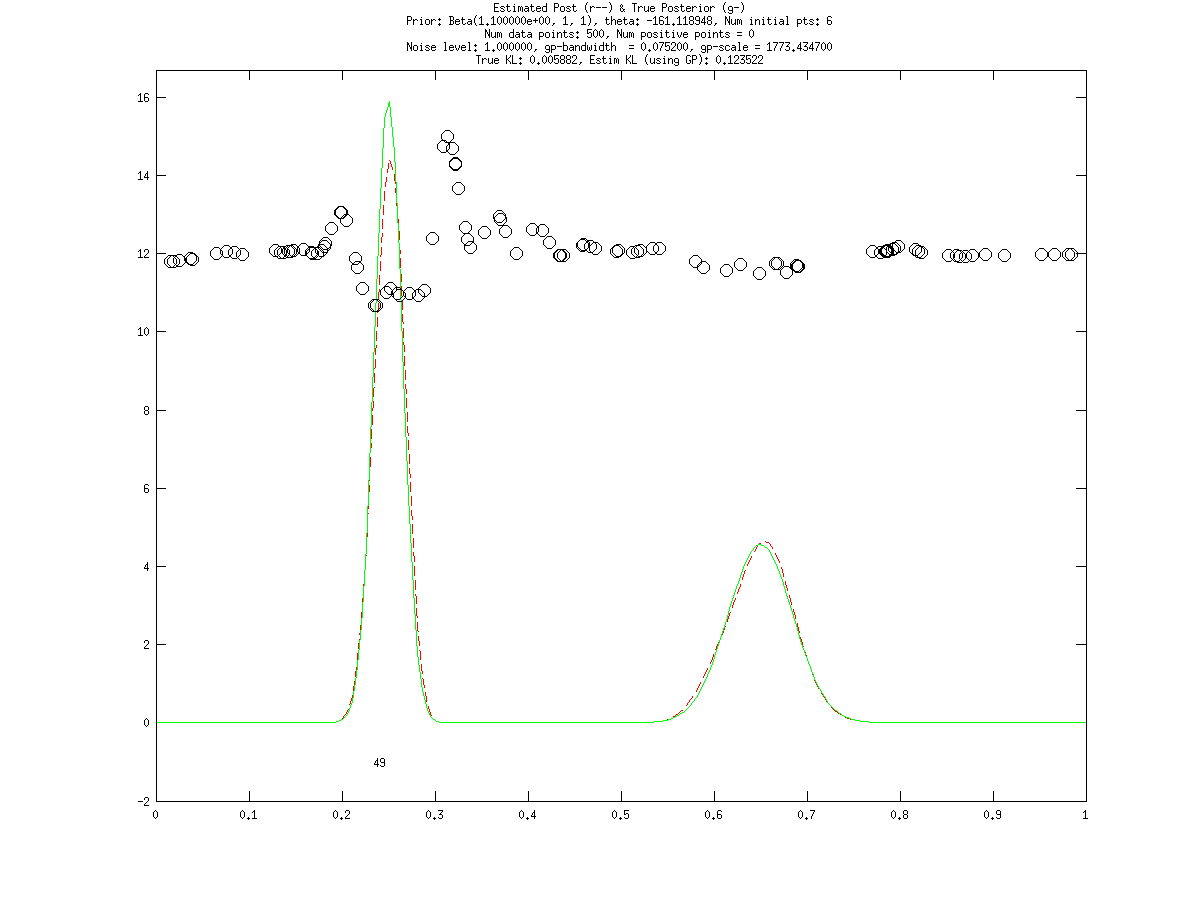 Estimated Post (r--) & True Posterior (g-)
Prior: Beta(1.100000e+00, 1, 1), theta: -161.118948, Num initial pts: 6
Num data points: 500, Num positive points = 0
Noise level: 1.000000, gp-bandwidth  = 0.075200, gp-scale = 1773.434700
True KL: 0.005882, Estim KL (using GP): 0.123522
16
14
12
10
8
6
4
2
0
49
-2
0 0.1 0.2 0.3 0.4 0.5 0.6 0.7 0.8 0.9 1